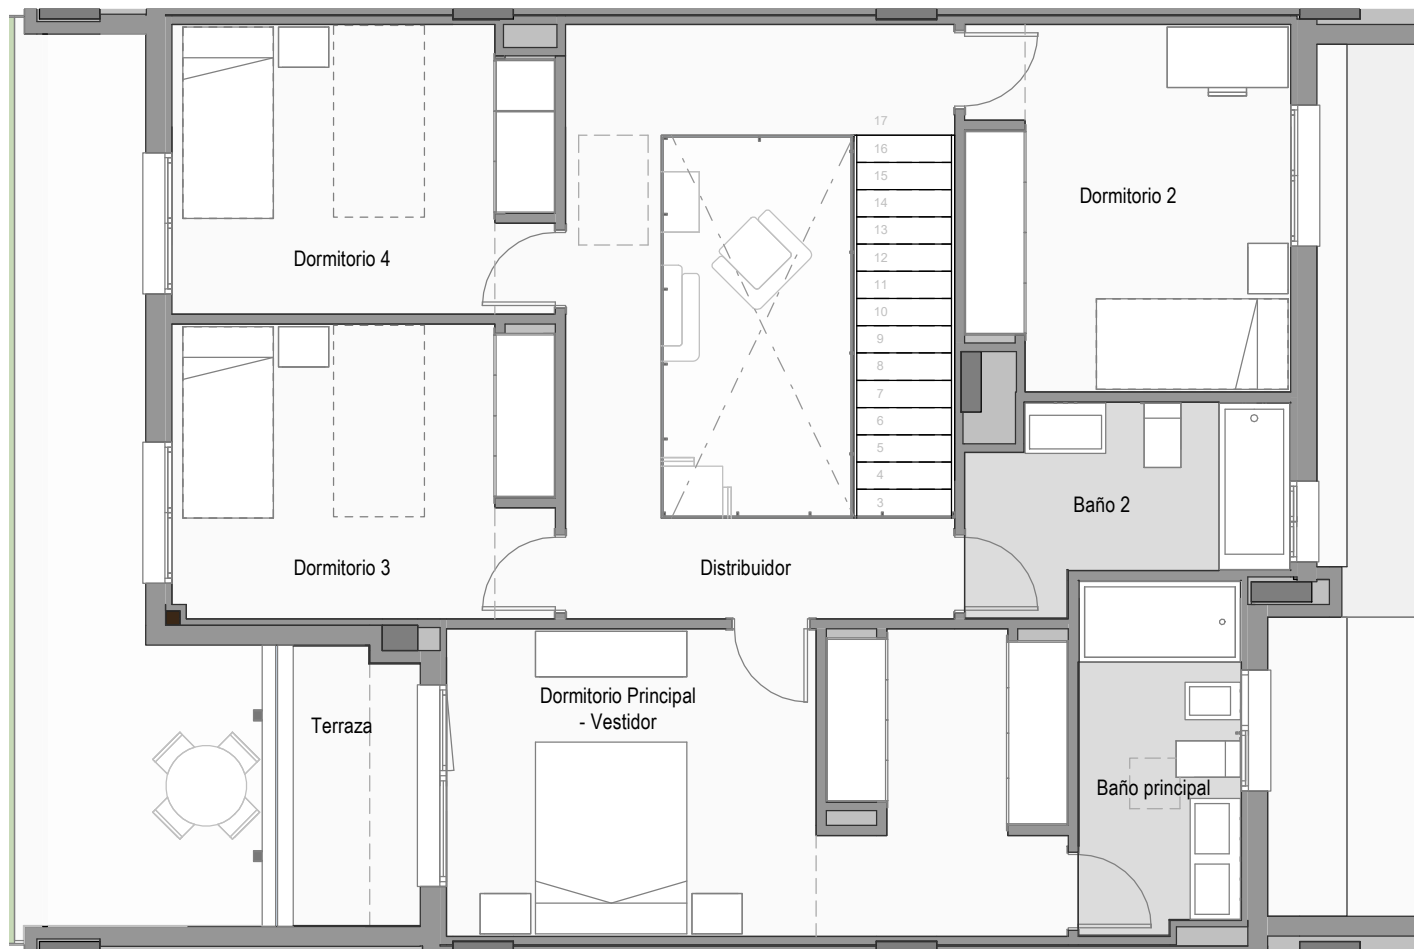 17
16
15
14
13
12
11
10
9
8
7
6
5
4
3
Dormitorio 2
Dormitorio 4
Baño 2
Dormitorio 3
Distribuidor
Dormitorio Principal
- Vestidor
Terraza
Baño principal